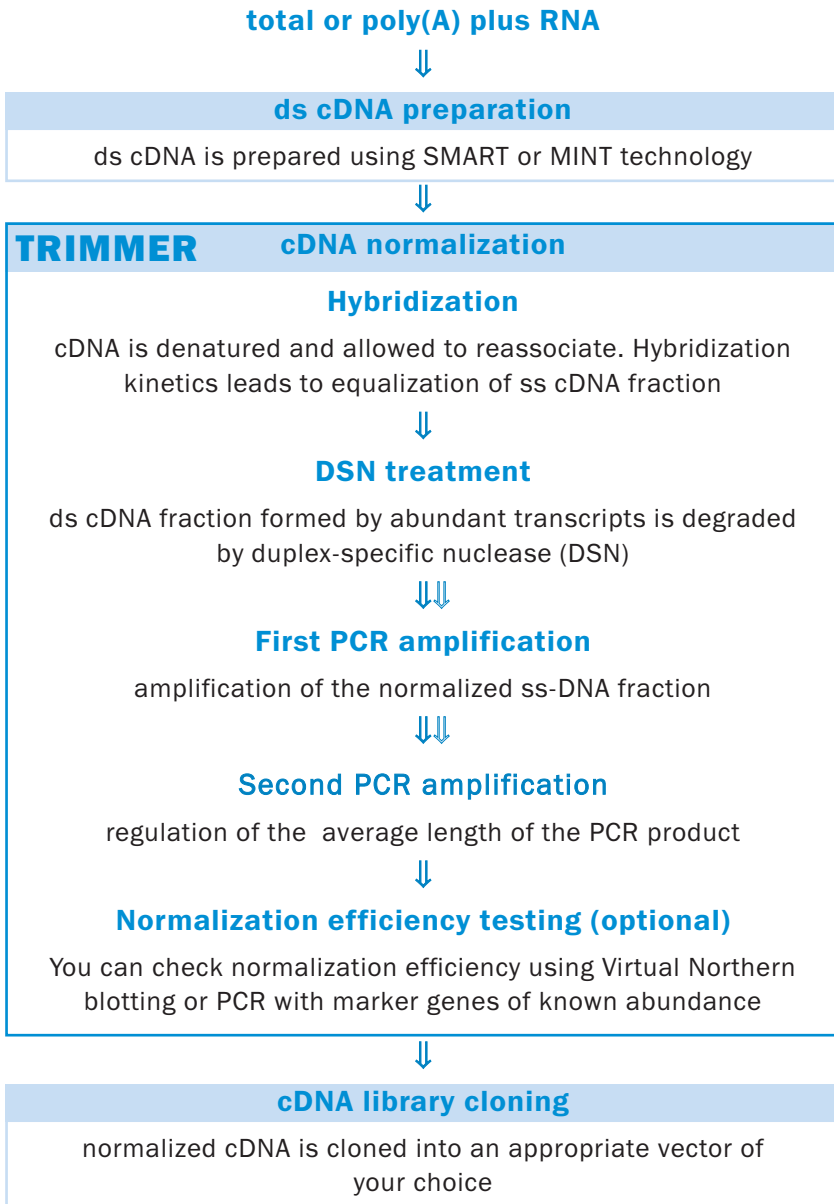 total or poly(A) plus RNA
⇓
ds cDNA preparation
ds cDNA is prepared using SMART or MINT technology
⇓
TRIMMER cDNA normalization
Hybridization
cDNA is denatured and allowed to reassociate. Hybridization
kinetics leads to equalization of ss cDNA fraction
⇓
DSN treatment
ds cDNA fraction formed by abundant transcripts is degraded
by duplex-specific nuclease (DSN)
⇓⇓
First PCR amplification
amplification of the normalized ss-DNA fraction
⇓⇓
Second PCR amplification
regulation of the average length of the PCR product
⇓
Normalization efficiency testing (optional)
You can check normalization efficiency using Virtual Northern
blotting or PCR with marker genes of known abundance
⇓
cDNA library cloning
normalized cDNA is cloned into an appropriate vector of
your choice